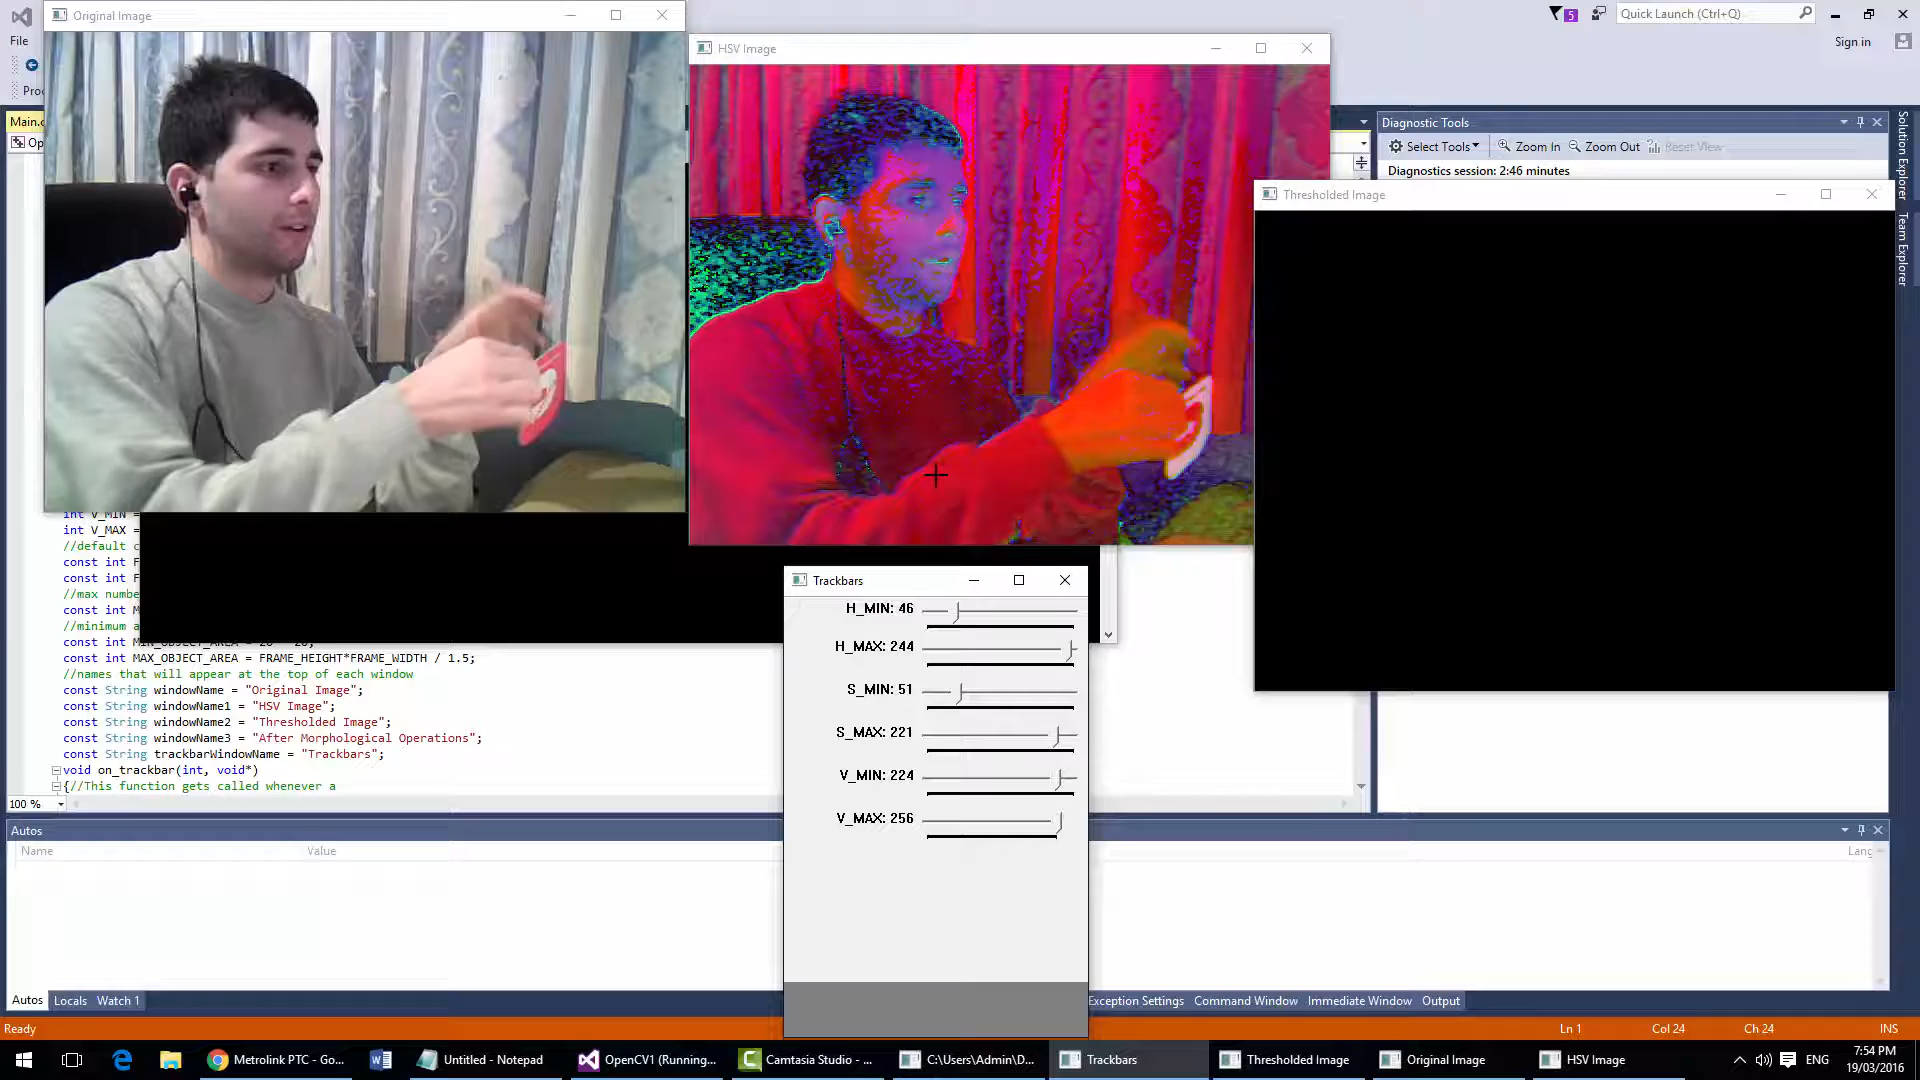 Original Image
HSV Image
5
Quick Launch (Ctrl+Q)
File
Sign in
Main.c
Diagnostic Tools
Select Tools
Zoom In
Zoom Out
Reset View
Diagnostics session: 2:46 minutes
Thresholded Image
Solution Explorer
Team Explorer
int V_MIN =
int V_MAX =
//default c
const int F
const int F
//max numbe
const int M
//minimum a
const int MAX_OBJECT_AREA = FRAME_HEIGHT*FRAME_WIDTH / 1.5;
//names that will appear at the top of each window
const String windowName = "Original Image";
const String windowName1 = "HSV Image";
const String windowName2 = "Thresholded Image";
const String windowName3 = "After Morphological Operations";
const String trackbarWindowName = "Trackbars";
void on_trackbar(int, void*)
{//This function gets called whenever a
100 %
Trackbars
H_MIN: 46
H_MAX: 244
S_MIN: 51
S_MAX: 221
V_MIN: 224
V_MAX: 256
Autos
Name
Value
Lang
Autos
Locals
Watch 1
Exception Settings
Command Window
Immediate Window
Output
Ready
Ln 1
Col 24
Ch 24
INS
Metrolink PTC - Go...
Untitled - Notepad
OpenCV1 (Running...
Camtasia Studio - ...
C:\Users\Admin\D...
Trackbars
Thresholded Image
Original Image
HSV Image
ENG
7:54 PM
19/03/2016